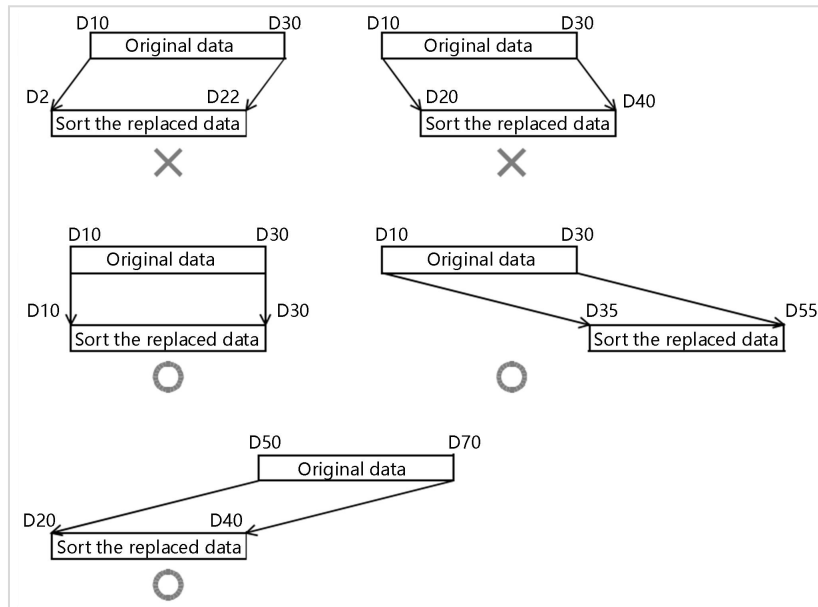 D10 D30
Original data
D2 D22
Sort the replaced data
D10 D30
Original data
D20 D40
Sort the replaced data
D10 D30
Original data
D10 D30
Sort the replaced data
D10 D30
Original data
D35 D55
Sort the replaced data
D50 D70
Original data
D20 D40
Sort the replaced data